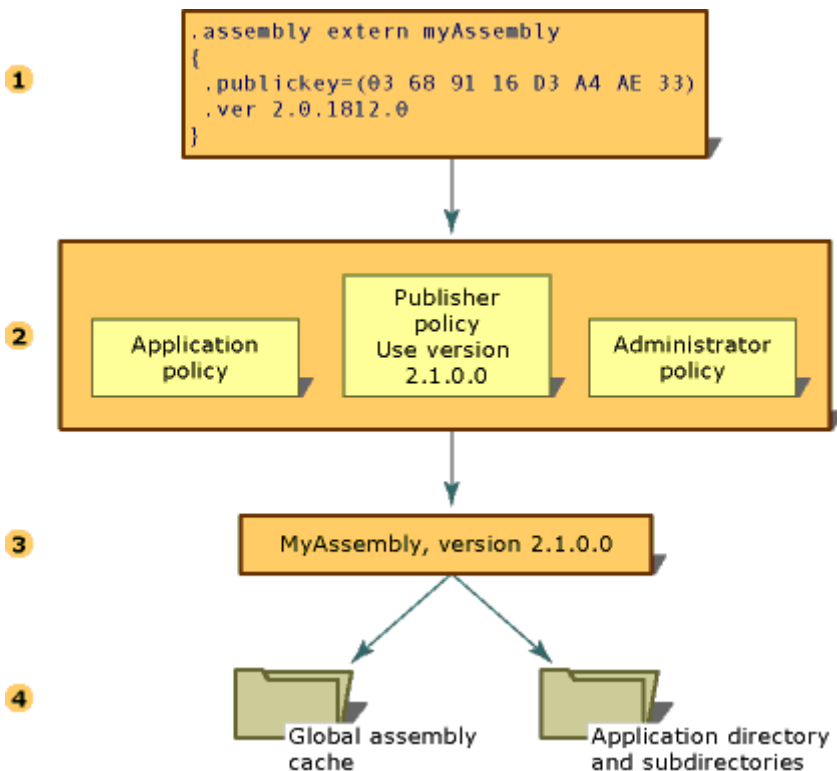 1
.assembly extern myAssembly
{
.publickey=(03 68 91 16 D3 A4 AE 33)
.ver 2.0.1812.0
}
2
Application
policy
Publisher
policy
Use version
2.1.0.0
Administrator
policy
3
MyAssembly, version 2.1.0.0
4
Global assembly
cache
Application directory
and subdirectories